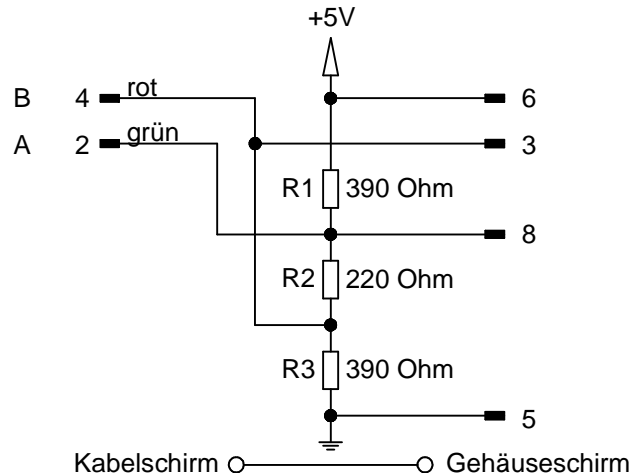 +5V
B 4 rot 6
A 2 grün 3
R1 390 Ohm
8
R2 220 Ohm
R3 390 Ohm
5
Kabelschirm Gehäuseschirm